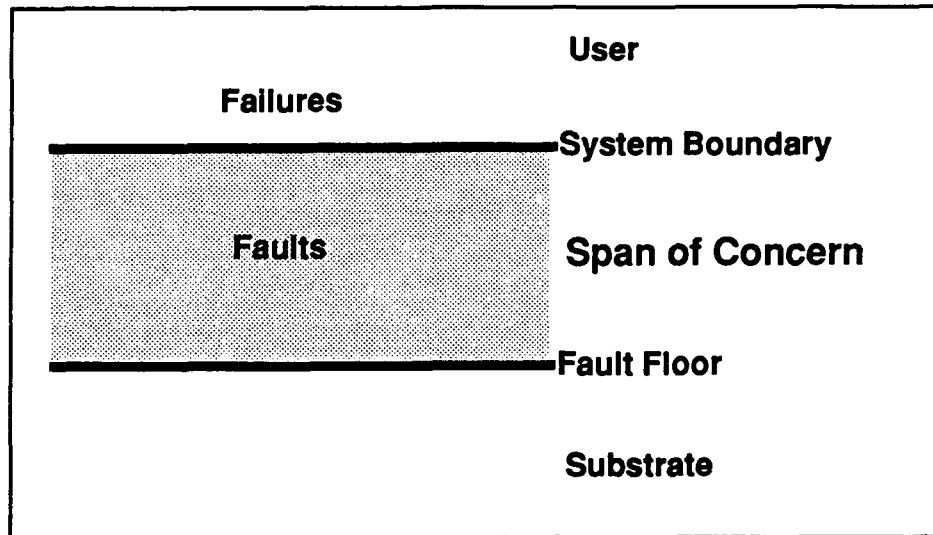 User
Failures
System Boundary
Faults
Span of Concern
Fault Floor
Substrate